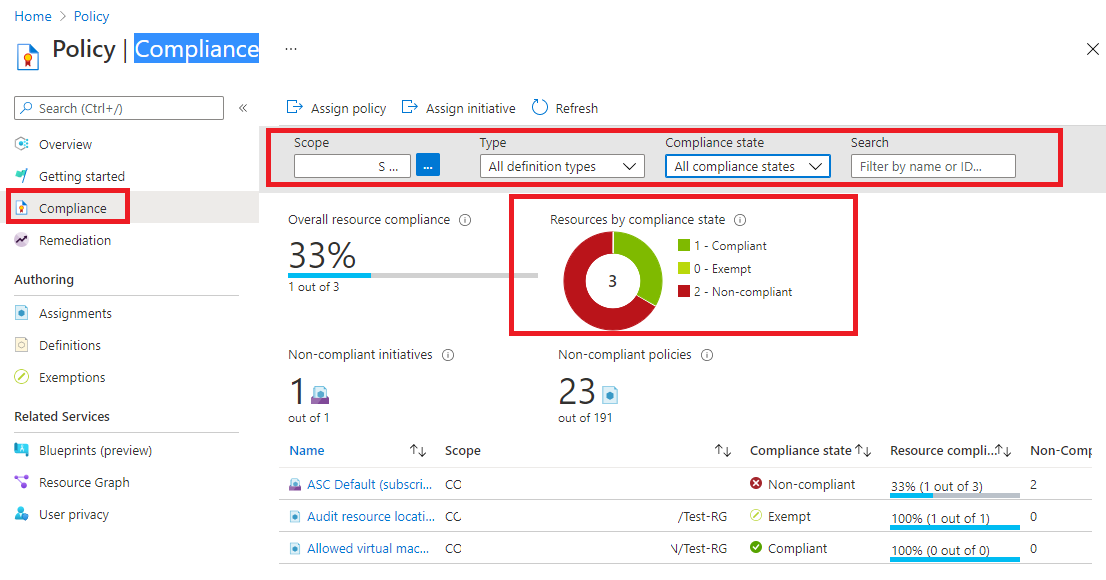 Home > Policy
Policy | Compliance ...
Search (Ctrl+/) «
Overview
Getting started
Compliance
Remediation
Authoring
Assignments
Definitions
Exemptions
Related Services
Blueprints (preview)
Resource Graph
User privacy
Assign policy Assign initiative Refresh
Scope Type Compliance state Search
S ... ... All definition types All compliance states Filter by name or ID...
Overall resource compliance Resources by compliance state
33%
1 out of 3
3
1 - Compliant
0 - Exempt
2 - Non-compliant
Non-compliant initiatives Non-compliant policies
1 23
out of 1 out of 191
Name ↑↓ Scope ↑↓ Compliance state ↑↓ Resource compli...↑↓ Non-Comp
ASC Default (subscri... CO Non-compliant 33% (1 out of 3) 2
Audit resource locati... CO /Test-RG Exempt 100% (1 out of 1) 0
Allowed virtual mac... CO /Test-RG Compliant 100% (0 out of 0) 0